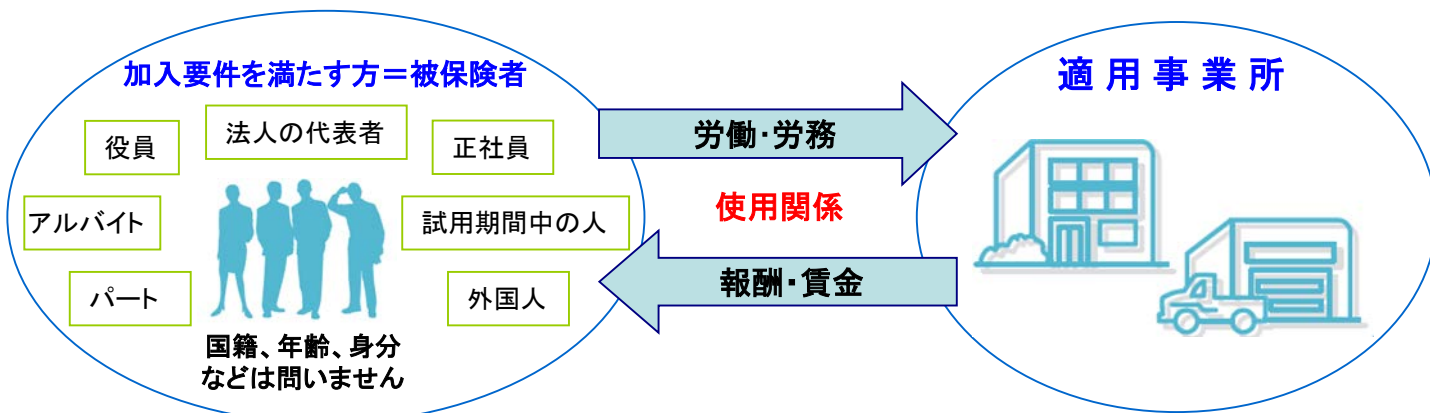 加入要件を満たす方＝被保険者
役員
法人の代表者
正社員
アルバイト
試用期間中の人
パート
外国人
国籍、年齢、身分
などは問いません
労働･労務
使用関係
報酬･賃金
適用事業所